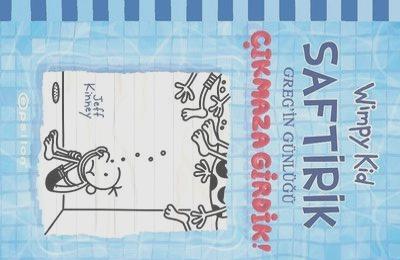 Wimpy Kid
SAFTİRİK
GREG'İN GÜNLÜĞÜ
ÇIKMAZA GİRDİK!
Jeff
Kinney
epsilon